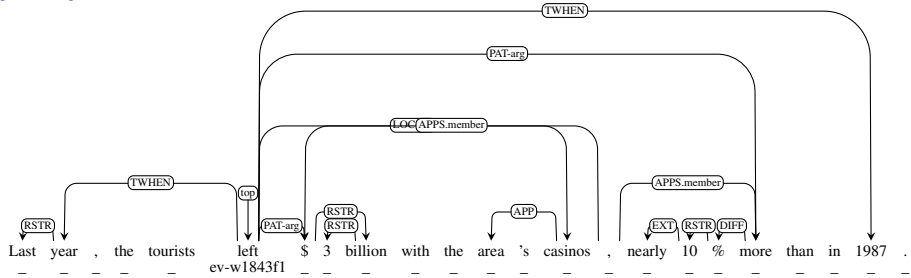 TWHEN
PAT-arg
LOC APPS.member
TWHEN top APPS.member
RSTR PAT-arg RSTR RSTR APP EXT RSTR DIFF
Last year , the tourists left $ 3 billion with the area 's casinos , nearly 10 % more than in 1987 .
_ _ _ _ _ ev-w1843f1 _ _ _ _ _ _ _ _ _ _ _ _ _ _ _ _ _